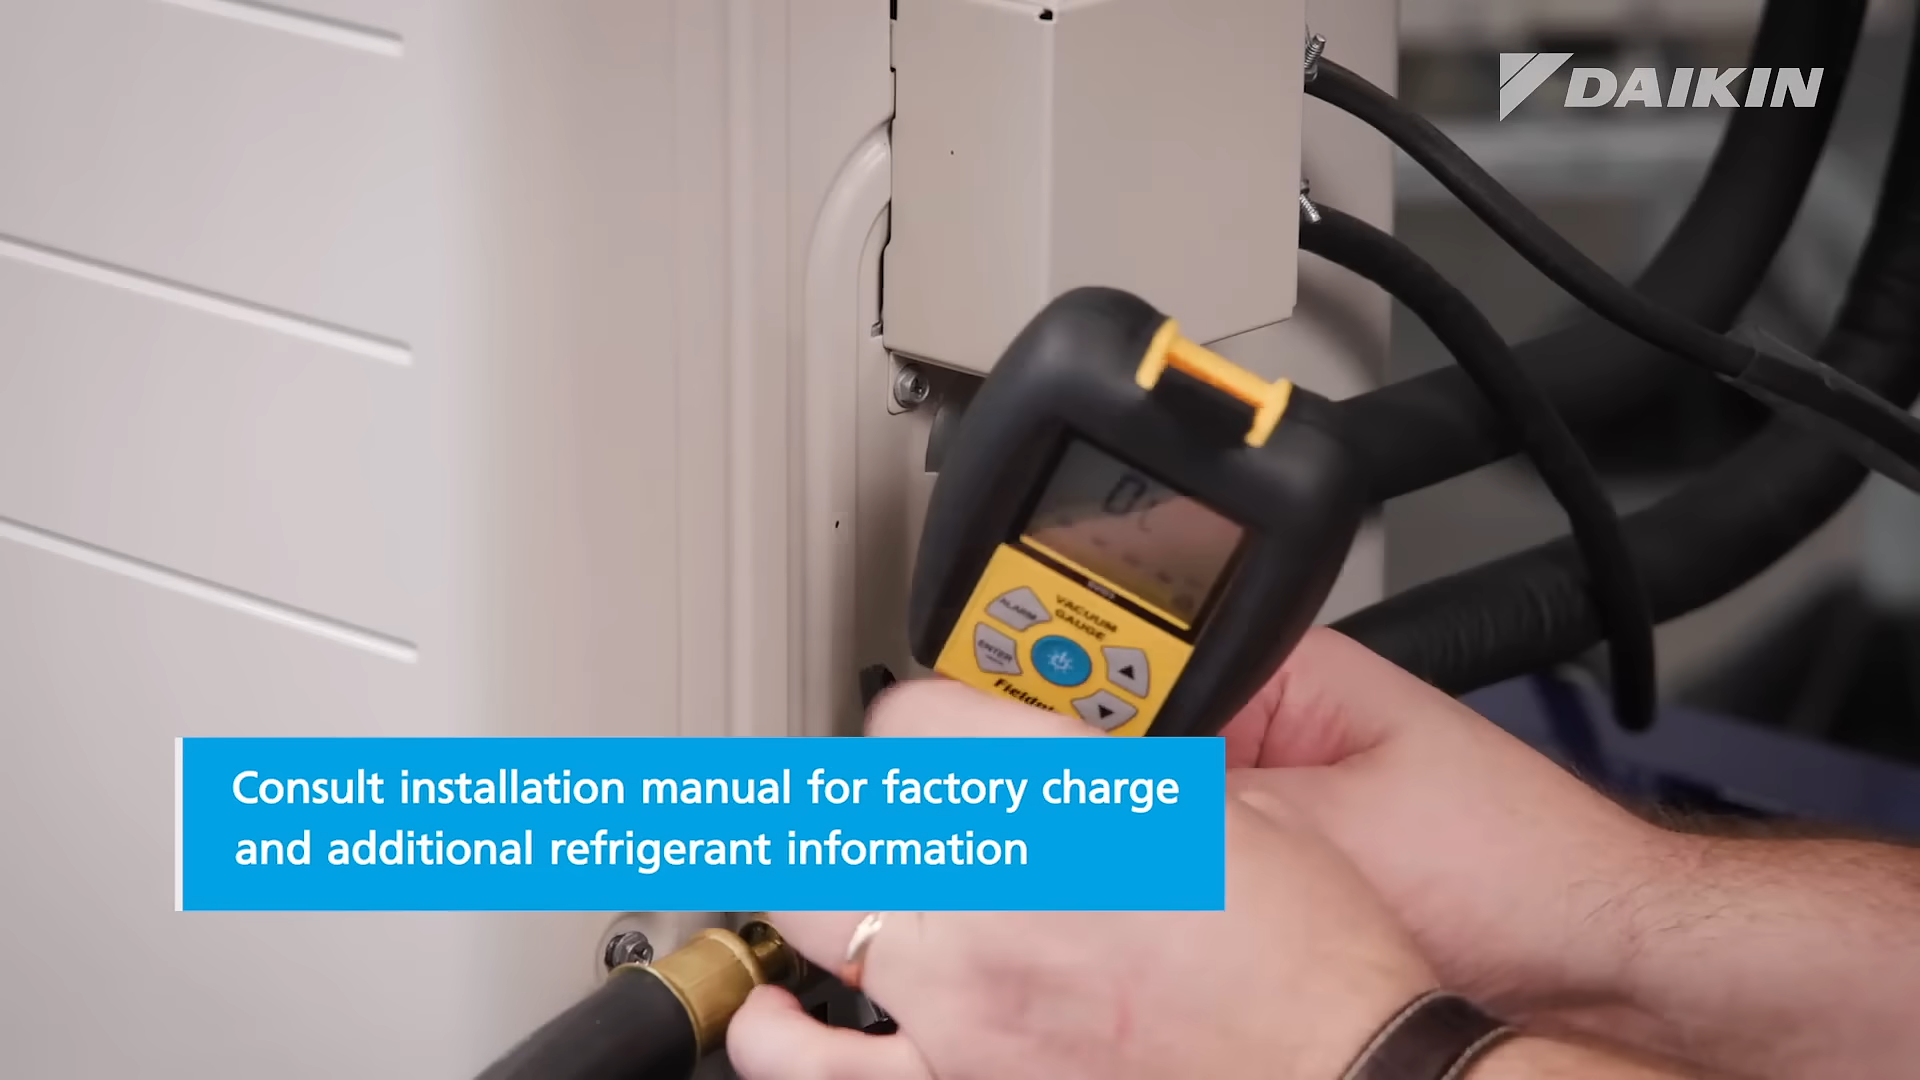 DAIKIN
VACUUM
GAUGE
ALARM
ENTER
Consult installation manual for factory charge
and additional refrigerant information